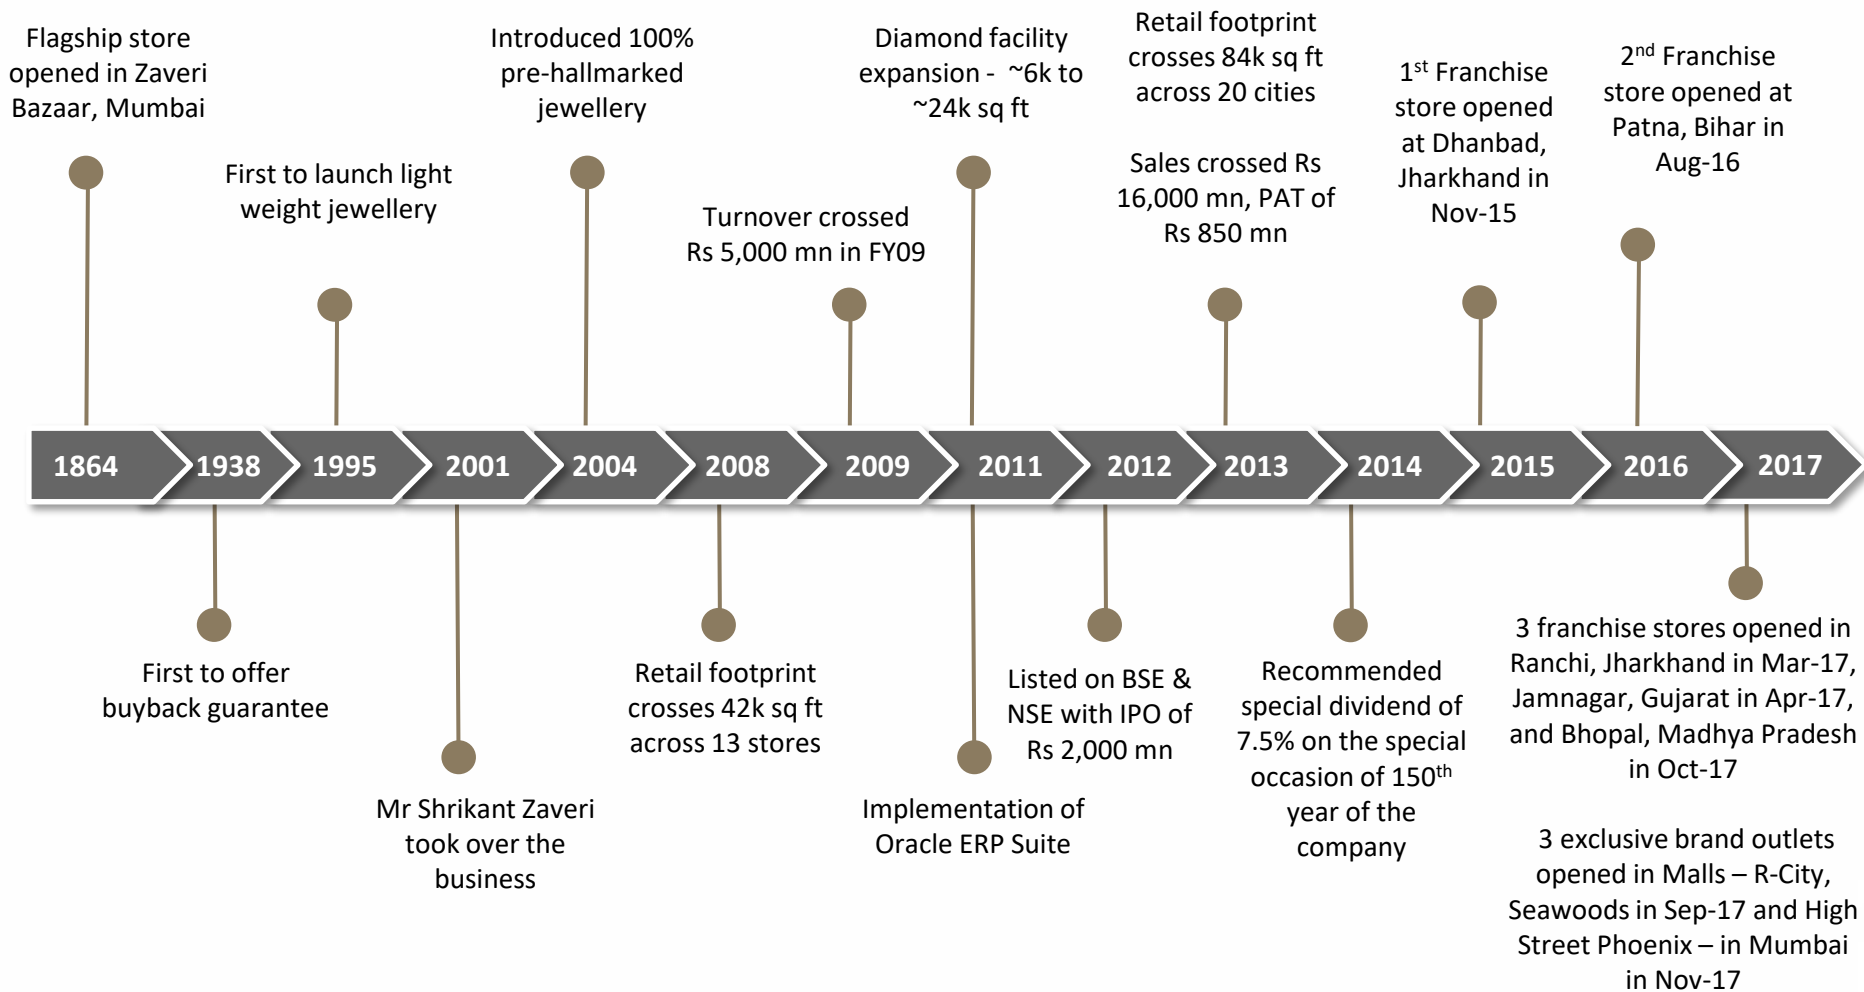 Flagship store
opened in Zaveri
Bazaar, Mumbai
First to launch light
weight jewellery
Introduced 100%
pre-hallmarked
jewellery
Turnover crossed
Rs 5,000 mn in FY09
Diamond facility
expansion - ~6k to
~24k sq ft
Retail footprint
crosses 84k sq ft
across 20 cities
Sales crossed Rs
16,000 mn, PAT of
Rs 850 mn
1st Franchise
store opened
at Dhanbad,
Jharkhand in
Nov-15
2nd Franchise
store opened at
Patna, Bihar in
Aug-16
1864 1938 1995 2001 2004 2008 2009 2011 2012 2013 2014 2015 2016 2017
First to offer
buyback guarantee
Mr Shrikant Zaveri
took over the
business
Retail footprint
crosses 42k sq ft
across 13 stores
Implementation of
Oracle ERP Suite
Listed on BSE &
NSE with IPO of
Rs 2,000 mn
Recommended
special dividend of
7.5% on the special
occasion of 150th
year of the
company
3 franchise stores opened in
Ranchi, Jharkhand in Mar-17,
Jamnagar, Gujarat in Apr-17,
and Bhopal, Madhya Pradesh
in Oct-17
3 exclusive brand outlets
opened in Malls – R-City,
Seawoods in Sep-17 and High
Street Phoenix – in Mumbai
in Nov-17